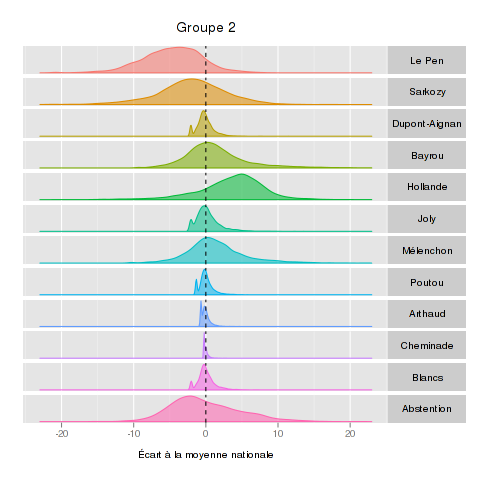 Groupe 2
Le Pen
Sarkozy
Dupont-Aignan
Bayrou
Hollande
Joly
Mélenchon
Poutou
Arthaud
Cheminade
Blancs
Abstention
-20 -10 0 10 20
Écart à la moyenne nationale